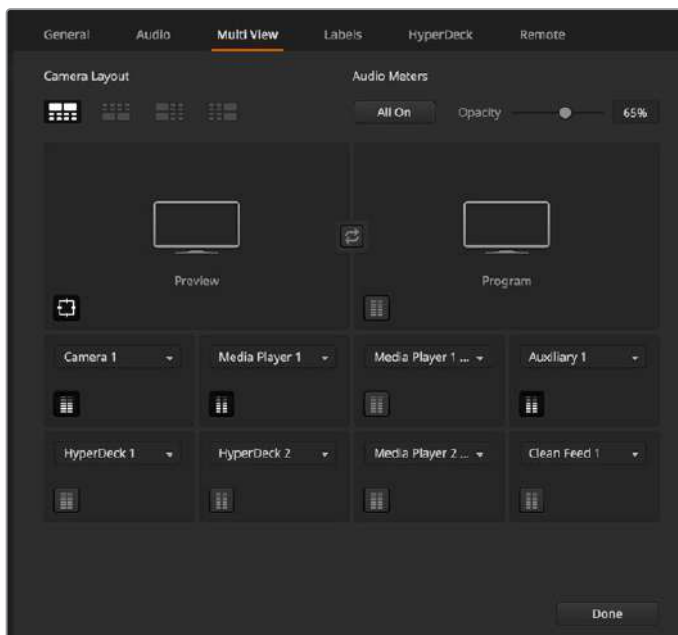 General Audio Multi View Labels HyperDeck Remote
Camera Layout Audio Meters
All On Opacity 65%
Preview Program
Camera 1 Media Player 1 Media Player 1 ... Auxiliary 1
HyperDeck 1 HyperDeck 2 Media Player 2 ... Clean Feed 1
Done